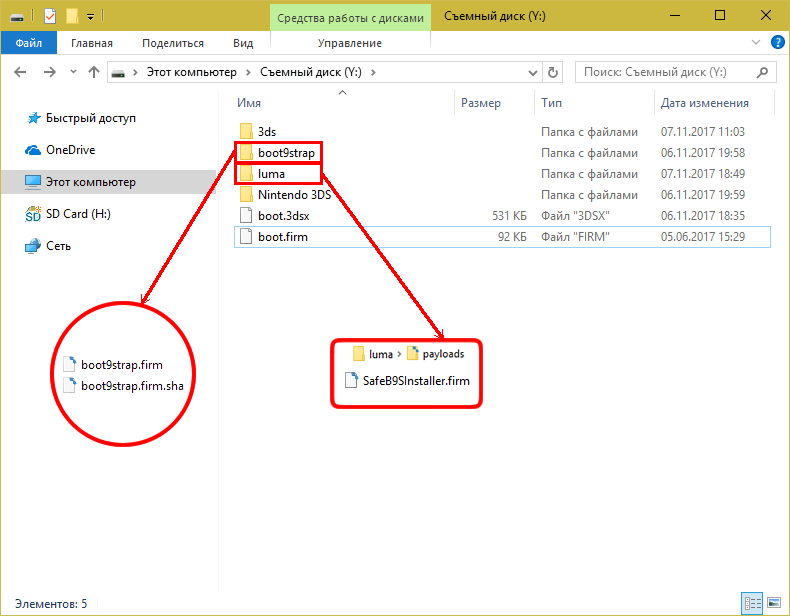 Средства работы с дисками Съемный диск (Y:)
Файл Главная Поделиться Вид Управление
Этот компьютер Съемный диск (Y:) Поиск: Съемный диск (Y:)
Имя Размер Тип Дата изменения
Быстрый доступ
OneDrive
Этот компьютер
SD Card (H:)
Сеть
3ds Папка с файлами 07.11.2017 11:03
boot9strap Папка с файлами 06.11.2017 19:58
luma Папка с файлами 07.11.2017 18:49
Nintendo 3DS Папка с файлами 06.11.2017 19:59
boot.3dsx 531 КБ Файл "3DSX" 06.11.2017 18:35
boot.firm 92 КБ Файл "FIRM" 05.06.2017 15:29
boot9strap.firm
boot9strap.firm.sha
luma > payloads
SafeB9SInstaller.firm
Элементов: 5